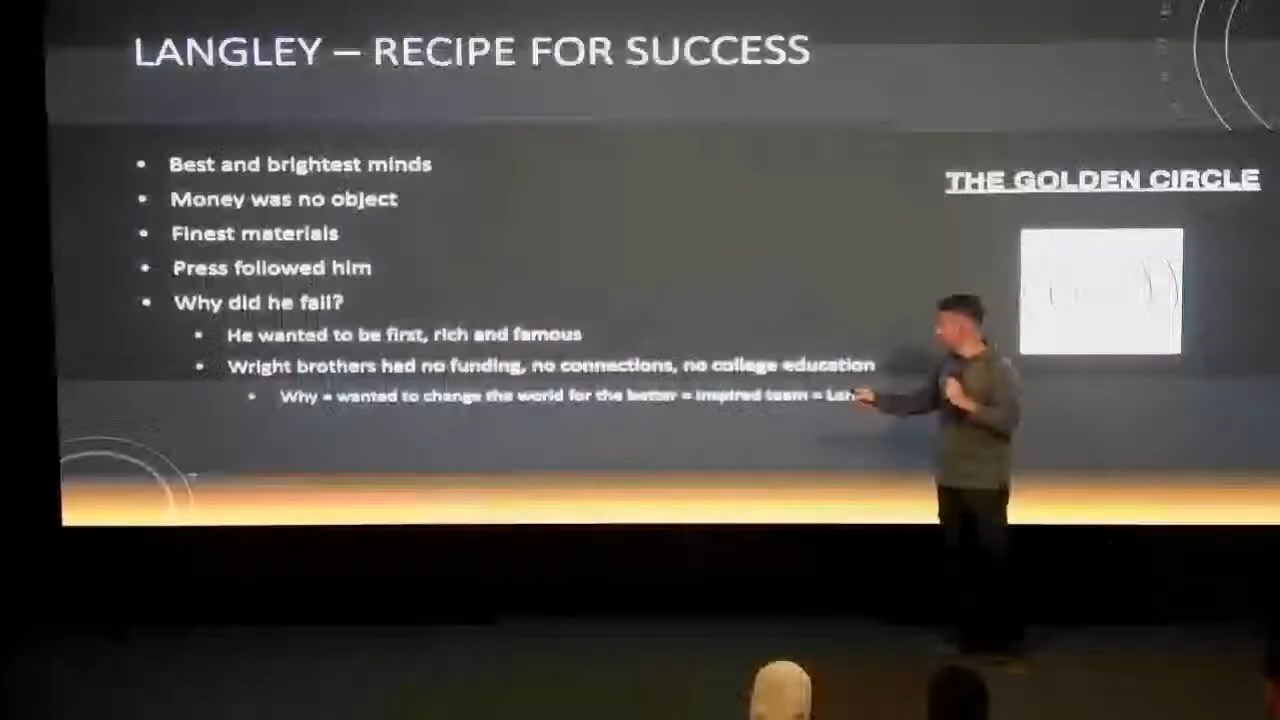 LANGLEY – RECIPE FOR SUCCESS
• Best and brightest minds
• Money was no object
• Finest materials
• Press followed him
• Why did he fail?
• He wanted to be first, rich and famous
• Wright brothers had no funding, no connections, no college education
• Why = wanted to change the world for the better = inspired team =
THE GOLDEN CIRCLE